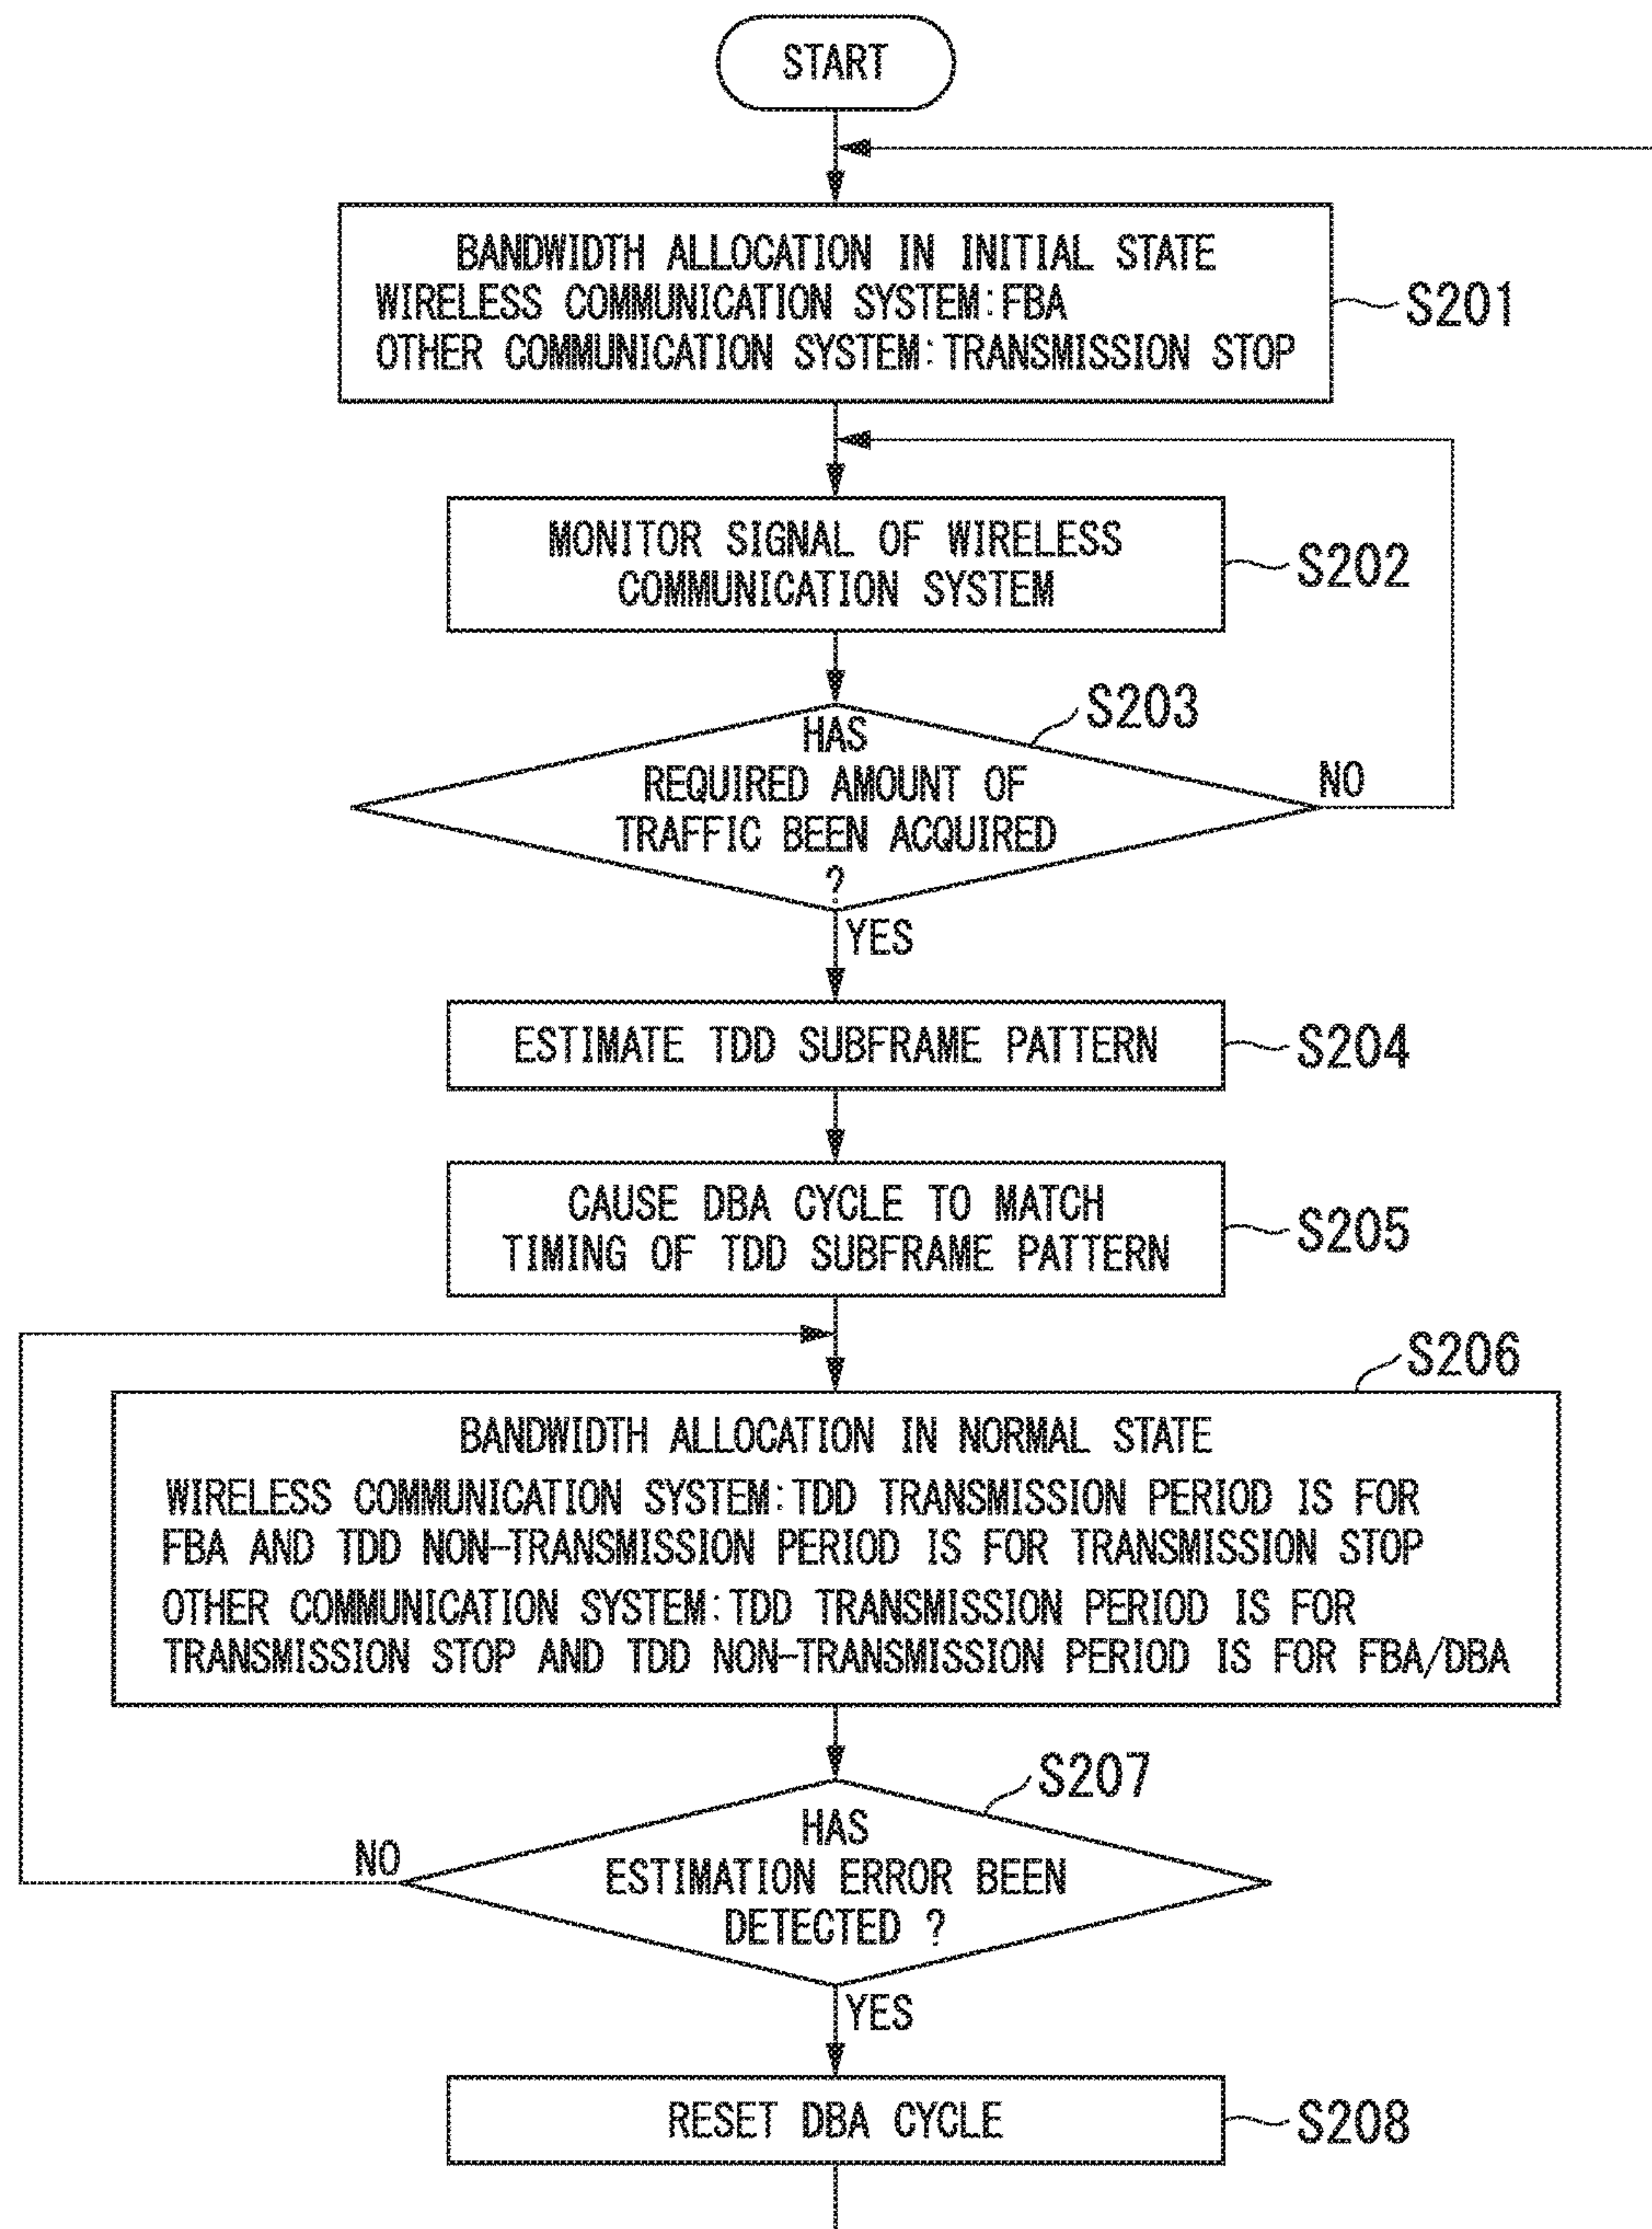 START
BANDWIDTH ALLOCATION IN INITIAL STATE
WIRELESS COMMUNICATION SYSTEM:FBA
OTHER COMMUNICATION SYSTEM:TRANSMISSION STOP
S201
MONITOR SIGNAL OF WIRELESS
COMMUNICATION SYSTEM
S202
S203
HAS
REQUIRED AMOUNT OF
TRAFFIC BEEN ACQUIRED
?
NO
YES
ESTIMATE TDD SUBFRAME PATTERN
S204
CAUSE DBA CYCLE TO MATCH
TIMING OF TDD SUBFRAME PATTERN
S205
S206
BANDWIDTH ALLOCATION IN NORMAL STATE
WIRELESS COMMUNICATION SYSTEM:TDD TRANSMISSION PERIOD IS FOR
FBA AND TDD NON-TRANSMISSION PERIOD IS FOR TRANSMISSION STOP
OTHER COMMUNICATION SYSTEM:TDD TRANSMISSION PERIOD IS FOR
TRANSMISSION STOP AND TDD NON-TRANSMISSION PERIOD IS FOR FBA/DBA
S207
HAS
ESTIMATION ERROR BEEN
DETECTED ?
NO
YES
RESET DBA CYCLE
S208